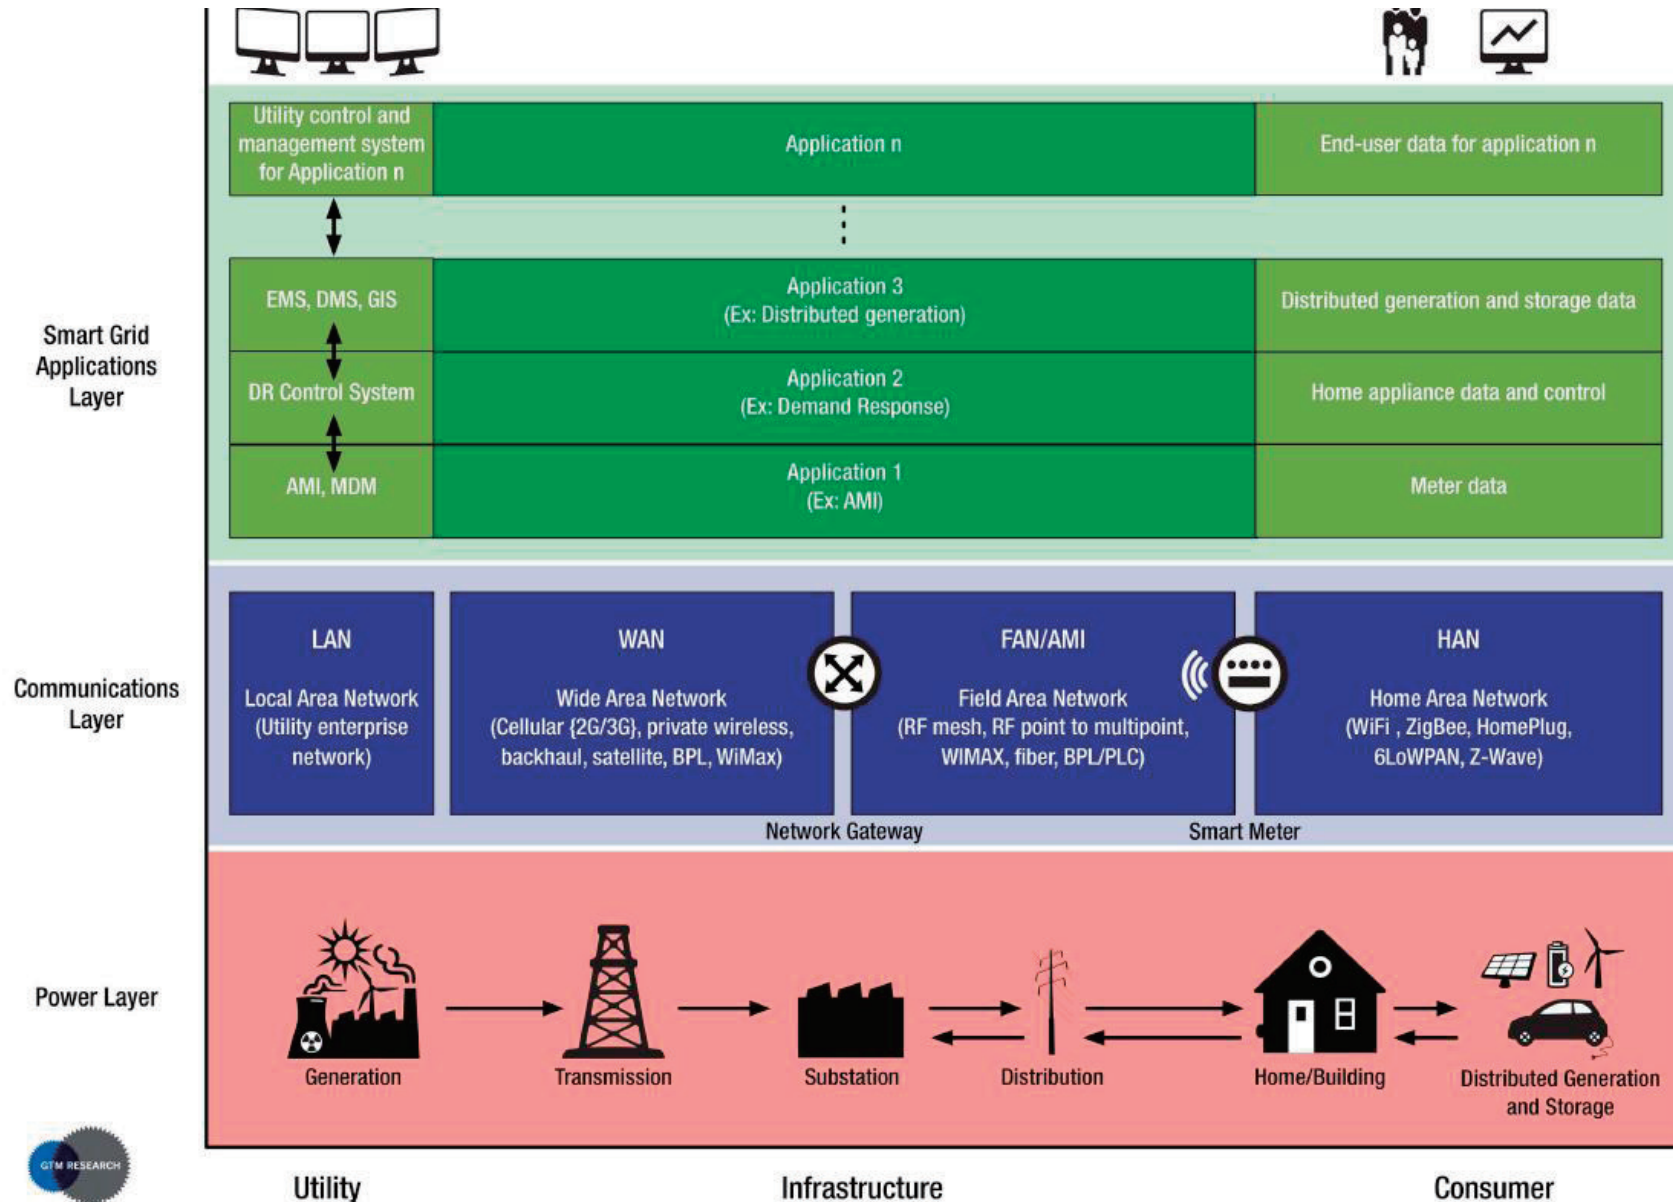 Utility control and
management system
for Application n
Application n
End-user data for application n
Smart Grid
Applications
Layer
EMS, DMS, GIS
Application 3
(Ex: Distributed generation)
Distributed generation and storage data
DR Control System
Application 2
(Ex: Demand Response)
Home appliance data and control
AMI, MDM
Application 1
(Ex: AMI)
Meter data
Communications
Layer
LAN
Local Area Network
(Utility enterprise
network)
WAN
Wide Area Network
(Cellular {2G/3G}, private wireless,
backhaul, satellite, BPL, WiMax)
FAN/AMI
Field Area Network
(RF mesh, RF point to multipoint,
WIMAX, fiber, BPL/PLC)
HAN
Home Area Network
(WiFi , ZigBee, HomePlug,
6LoWPAN, Z-Wave)
Network Gateway
Smart Meter
Power Layer
Generation
Transmission
Substation
Distribution
Home/Building
Distributed Generation
and Storage
GTM RESEARCH
Utility
Infrastructure
Consumer